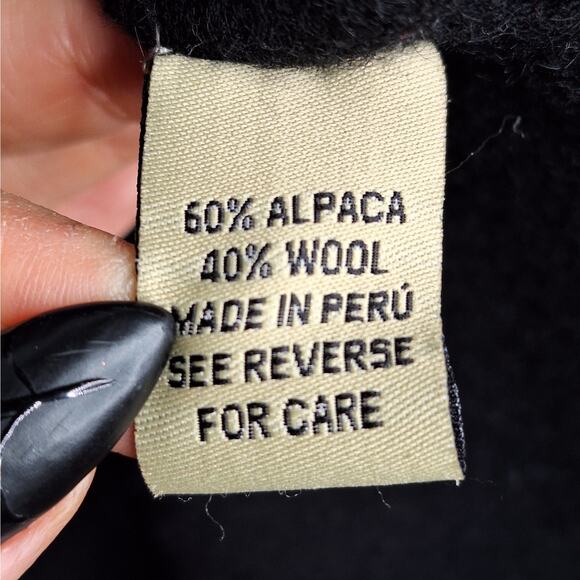 60% ALPACA
40% WOOL
MADE IN PERÚ
SEE REVERSE
FOR CARE